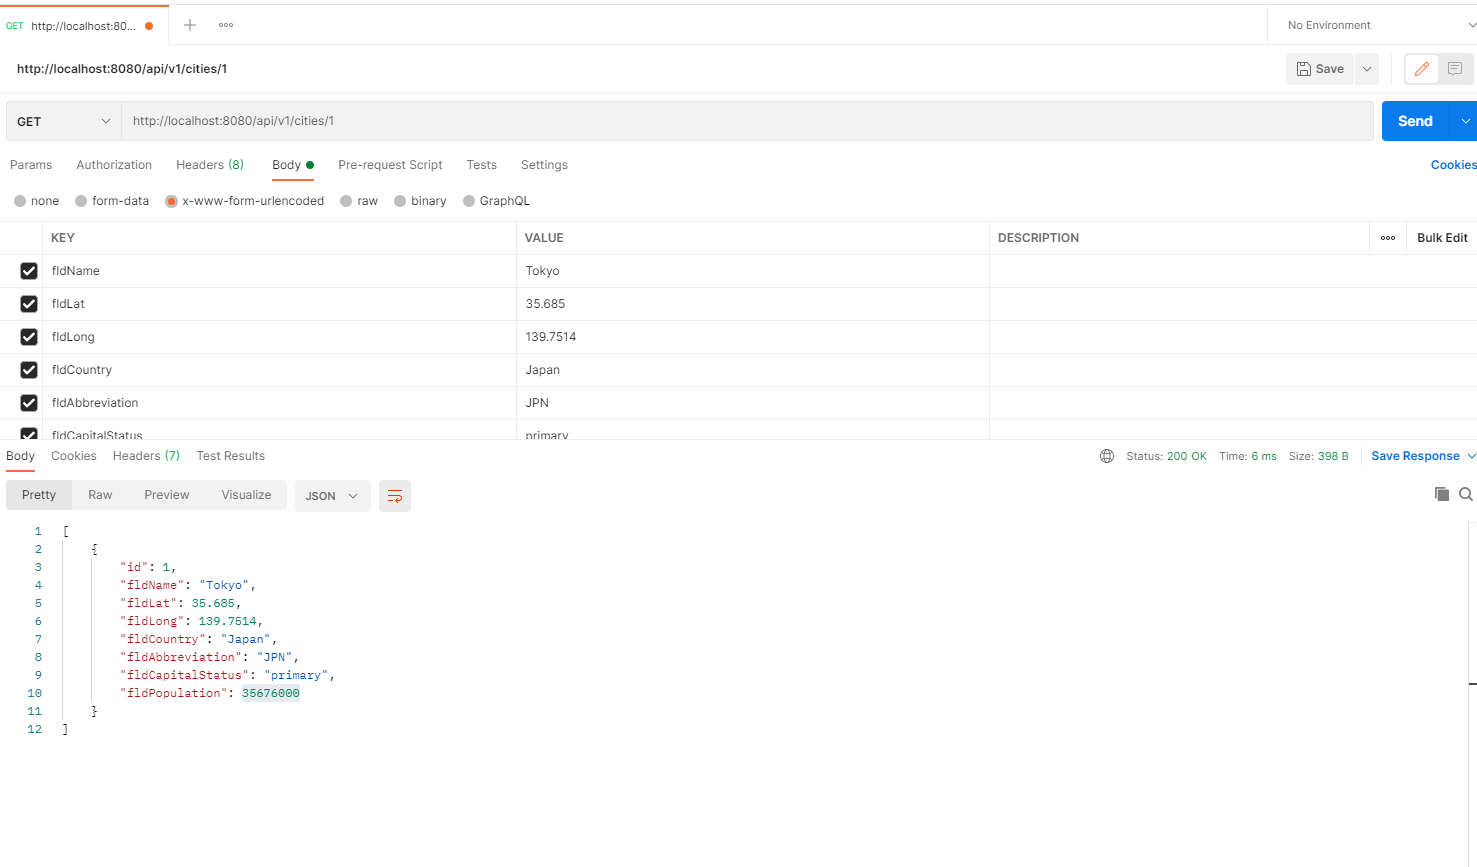 GET http://localhost:80...
No Environment
http://localhost:8080/api/v1/cities/1
Save
GET http://localhost:8080/api/v1/cities/1
Send
Params Authorization Headers (8) Body Pre-request Script Tests Settings
Cookies
none form-data x-www-form-urlencoded raw binary GraphQL
KEY VALUE DESCRIPTION Bulk Edit
fldName Tokyo
fldLat 35.685
fldLong 139.7514
fldCountry Japan
fldAbbreviation JPN
fldCapitalStatus primary
Body Cookies Headers (7) Test Results
Status: 200 OK Time: 6 ms Size: 398 B Save Response
Pretty Raw Preview Visualize JSON
1 [
2 {
3 "id": 1,
4 "fldName": "Tokyo",
5 "fldLat": 35.685,
6 "fldLong": 139.7514,
7 "fldCountry": "Japan",
8 "fldAbbreviation": "JPN",
9 "fldCapitalStatus": "primary",
10 "fldPopulation": 35676000
11 }
12 ]